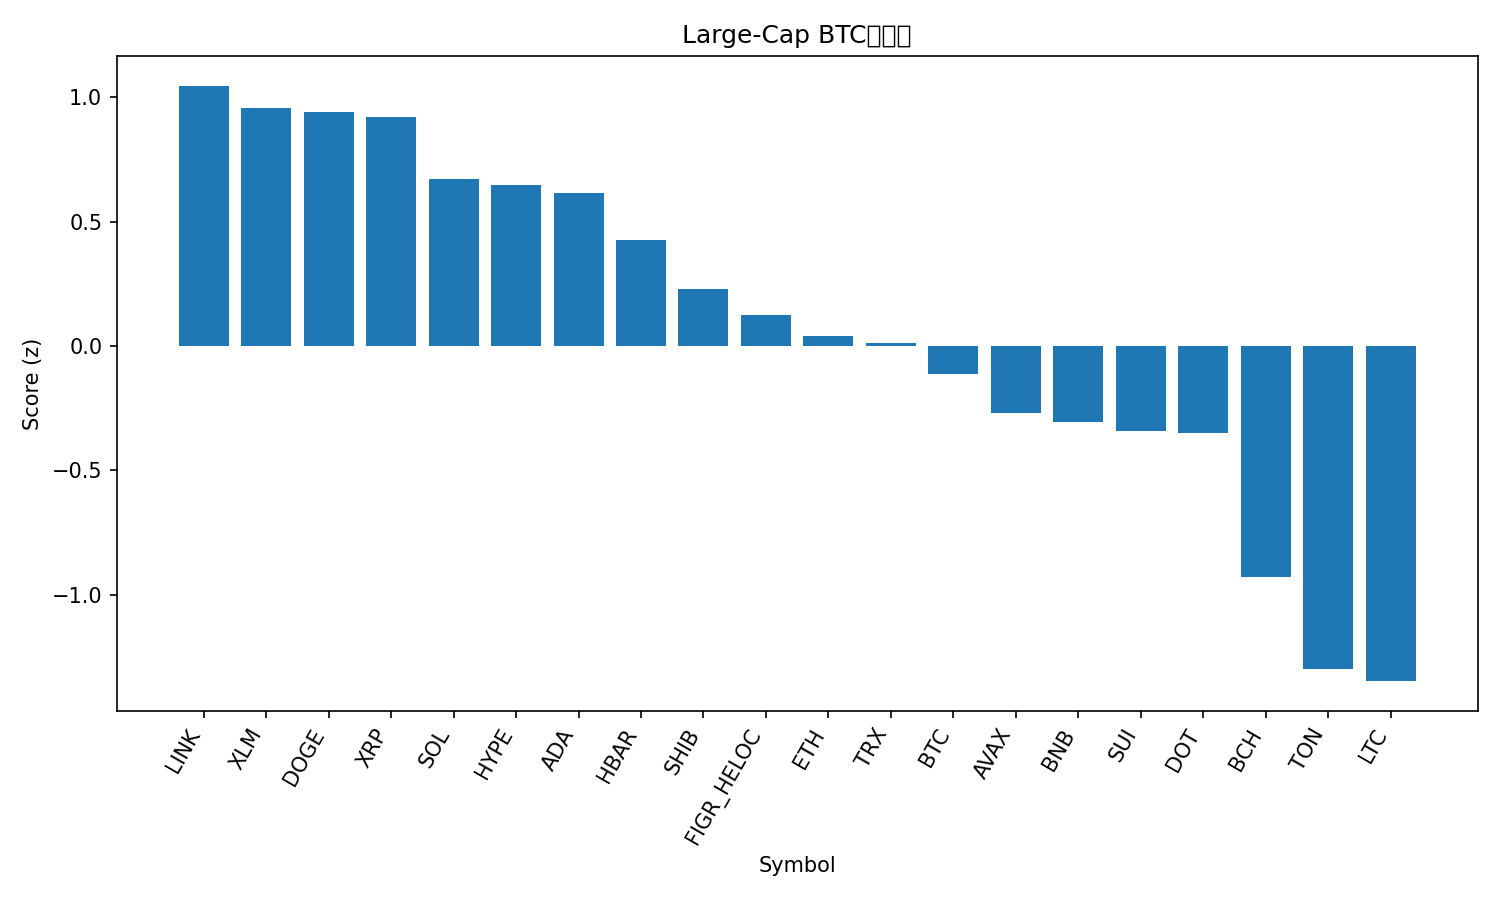 Large-Cap BTC
Score (z)
1.0
0.5
0.0
−0.5
−1.0
LINK
XLM
DOGE
XRP
SOL
HYPE
ADA
HBAR
SHIB
FIGR_HELOC
ETH
TRX
BTC
AVAX
BNB
SUI
DOT
BCH
TON
LTC
Symbol